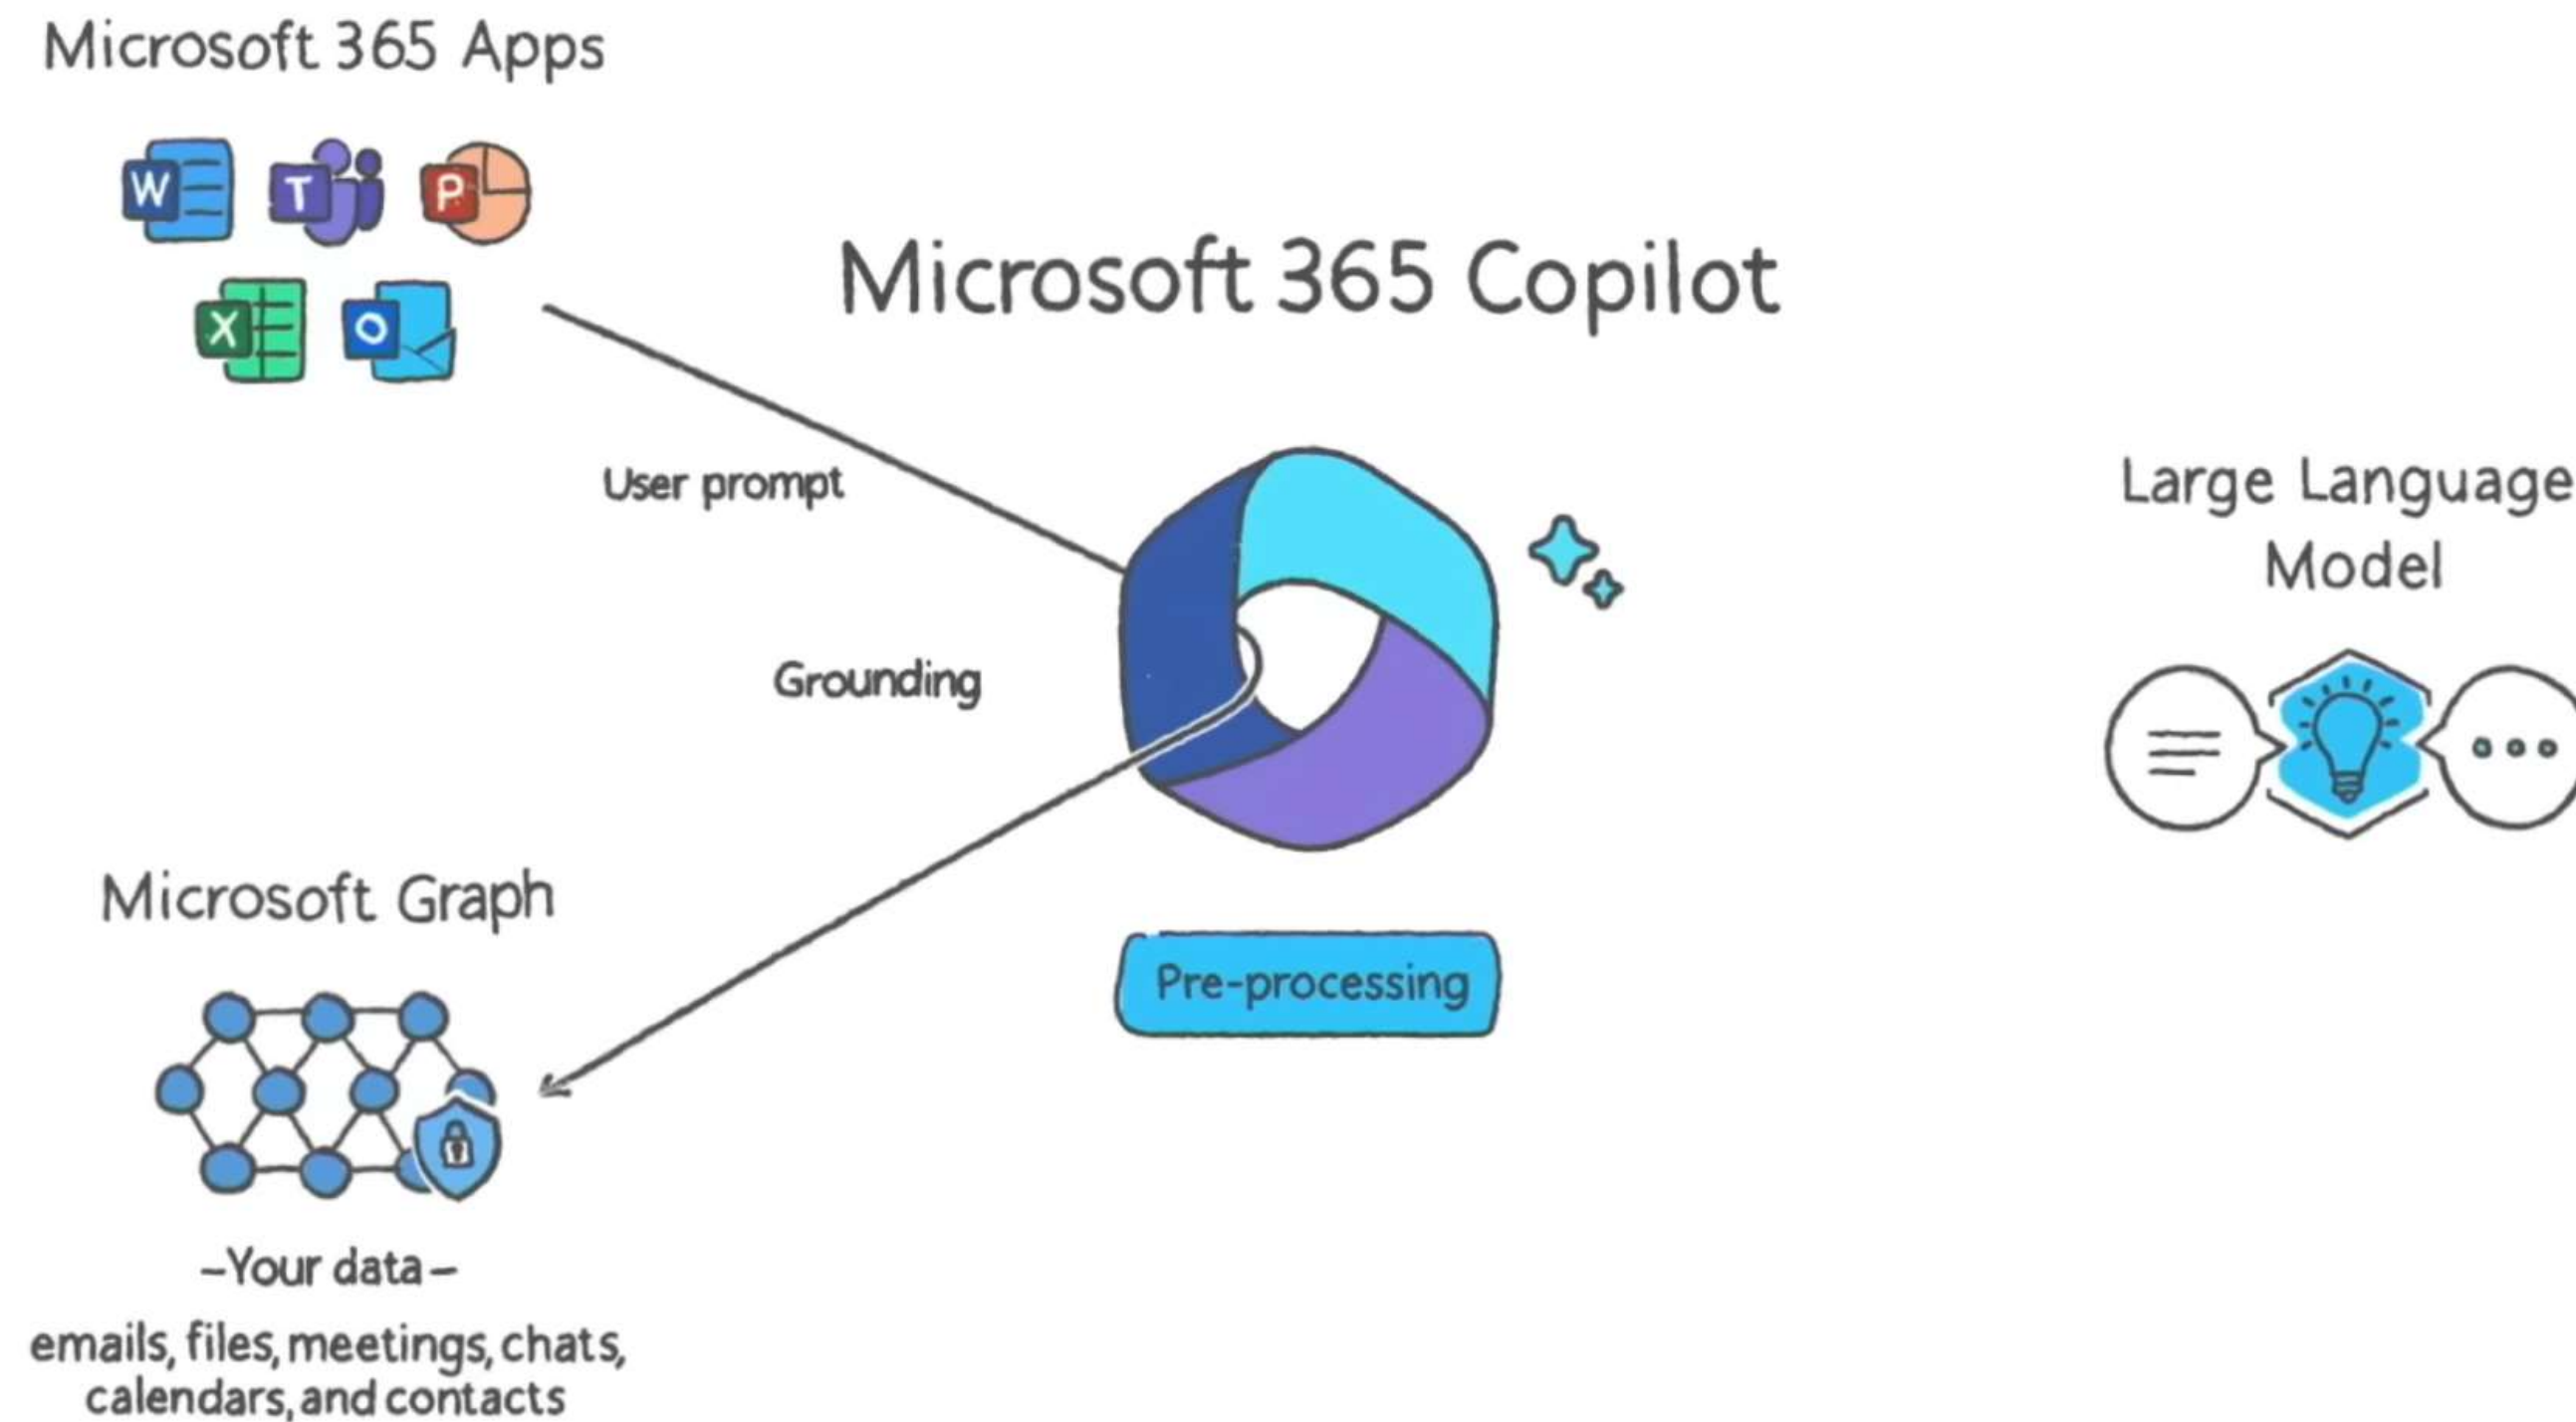 Microsoft 365 Apps
W
T
P
X
O
Microsoft 365 Copilot
User prompt
Grounding
Large Language
Model
Microsoft Graph
Pre-processing
-Your data-
emails, files, meetings, chats,
calendars, and contacts